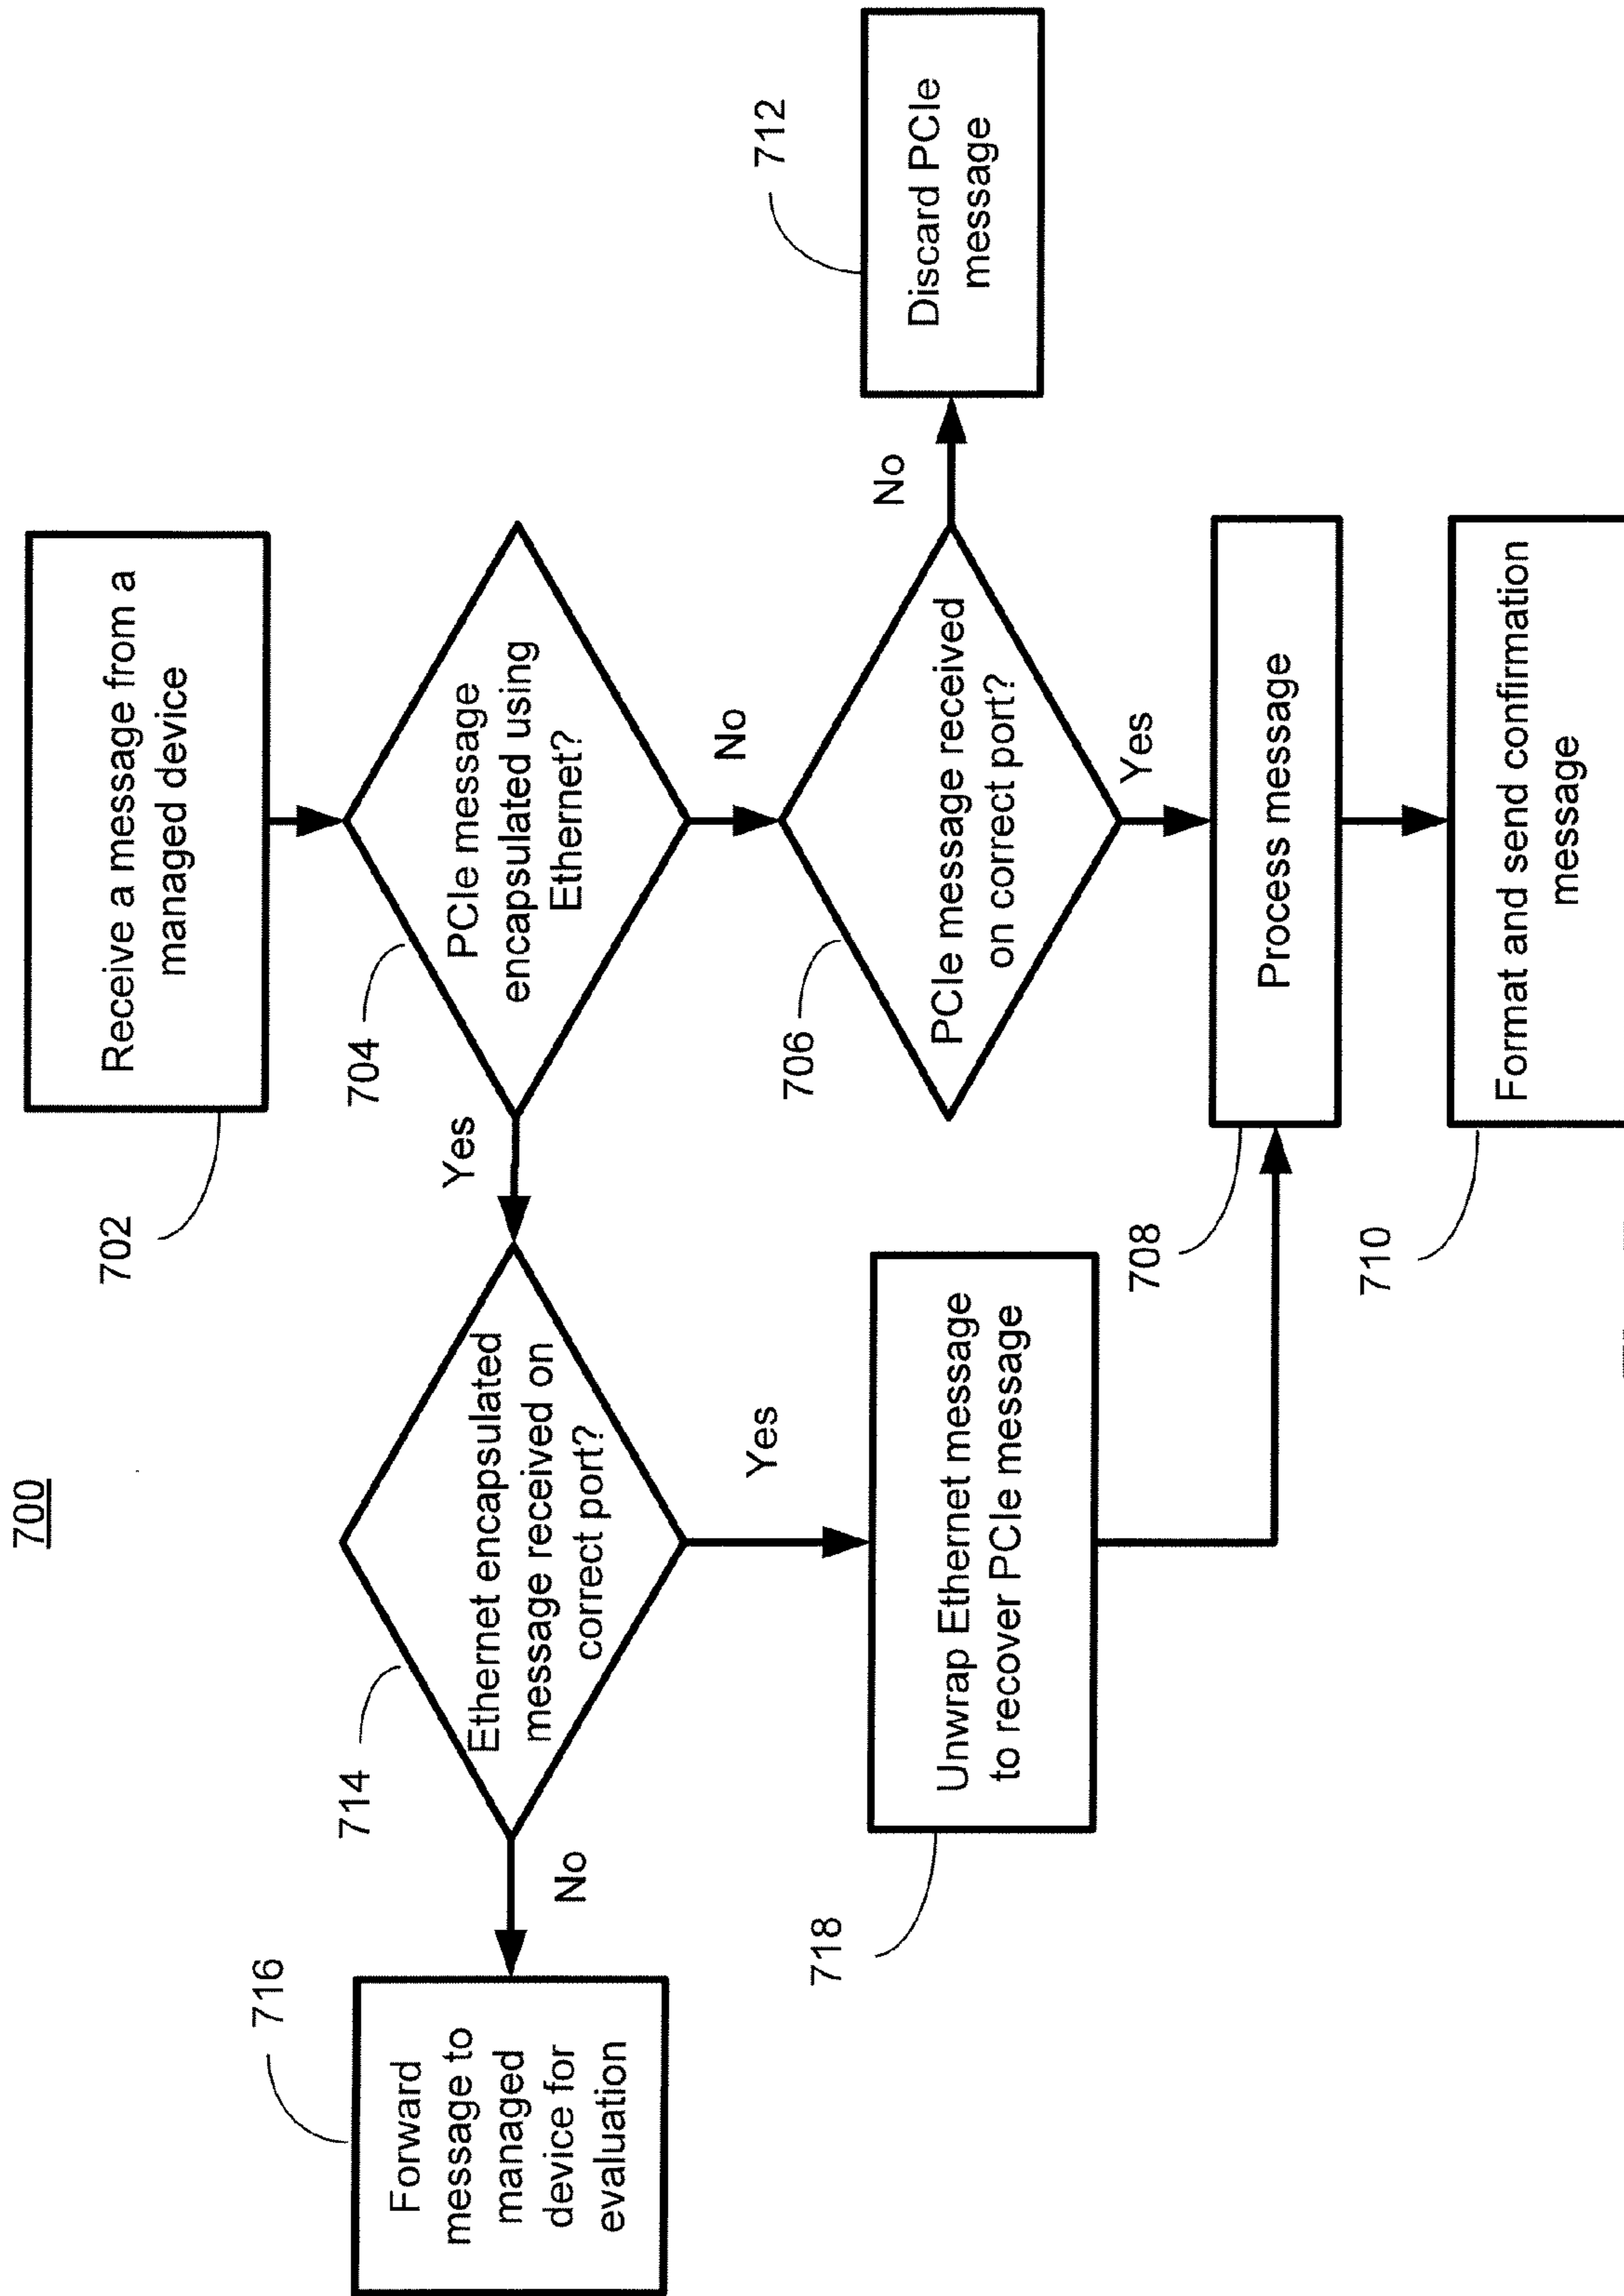 700
702
Receive a message from a
managed device
704
PCIe message
encapsulated using
Ethernet?
Yes
No
714
Ethernet encapsulated
message received on
correct port?
No
Yes
716
Forward
message to
managed
device for
evaluation
718
Unwrap Ethernet message
to recover PCIe message
706
PCIe message received
on correct port?
No
Yes
712
Discard PCIe
message
708
Process message
710
Format and send confirmation
message